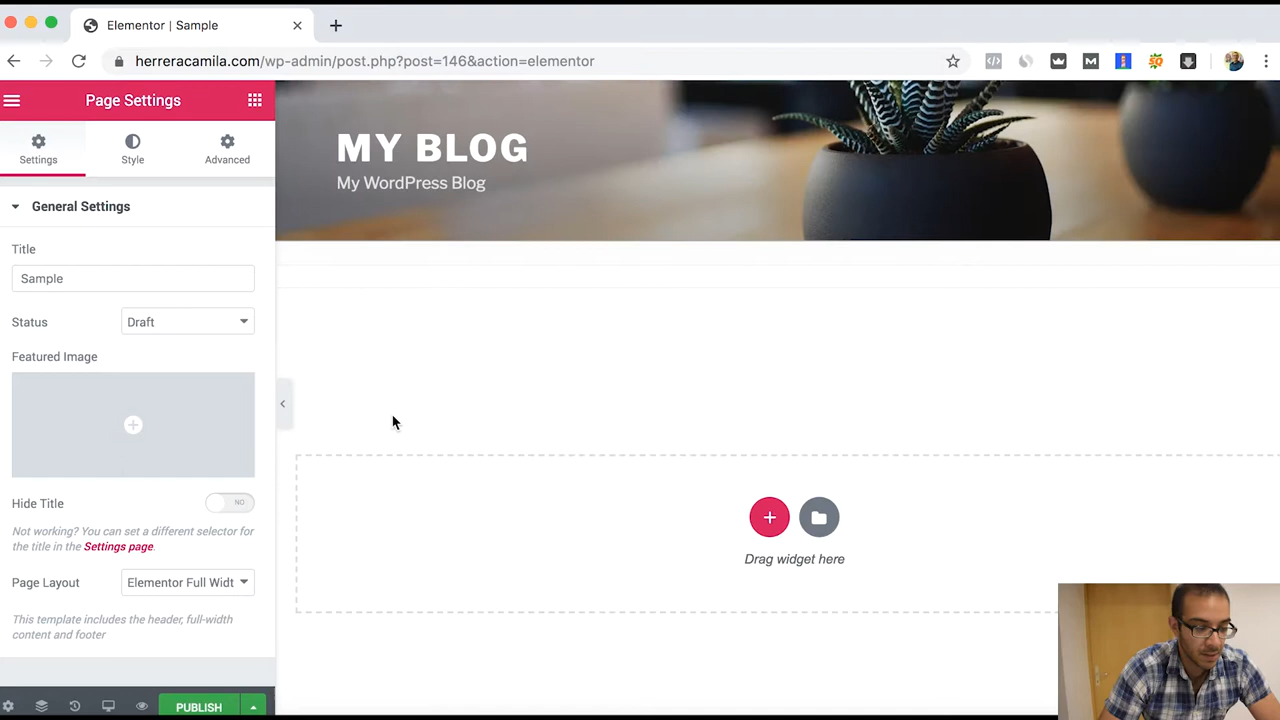 Elementor | Sample
herreracamila.com/wp-admin/post.php?post=146&action=elementor
Page Settings
Settings
Style
Advanced
General Settings
Title
Sample
Status
Draft
Featured Image
Hide Title
NO
Not working? You can set a different selector for
the title in the Settings page.
Page Layout
Elementor Full Widt
This template includes the header, full-width
content and footer
PUBLISH
MY BLOG
My WordPress Blog
Drag widget here